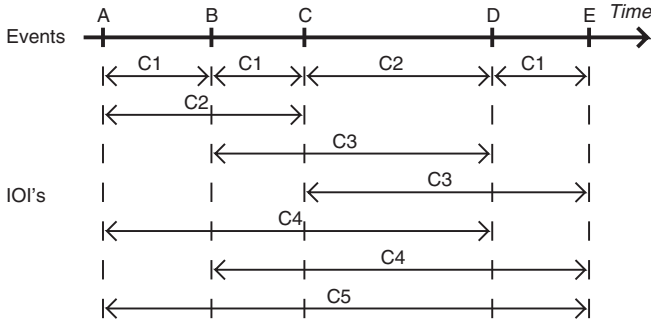 A B C D E Time
Events
C1 C1 C2 C1
C2
C3
IOI's
C3
C4
C4
C5